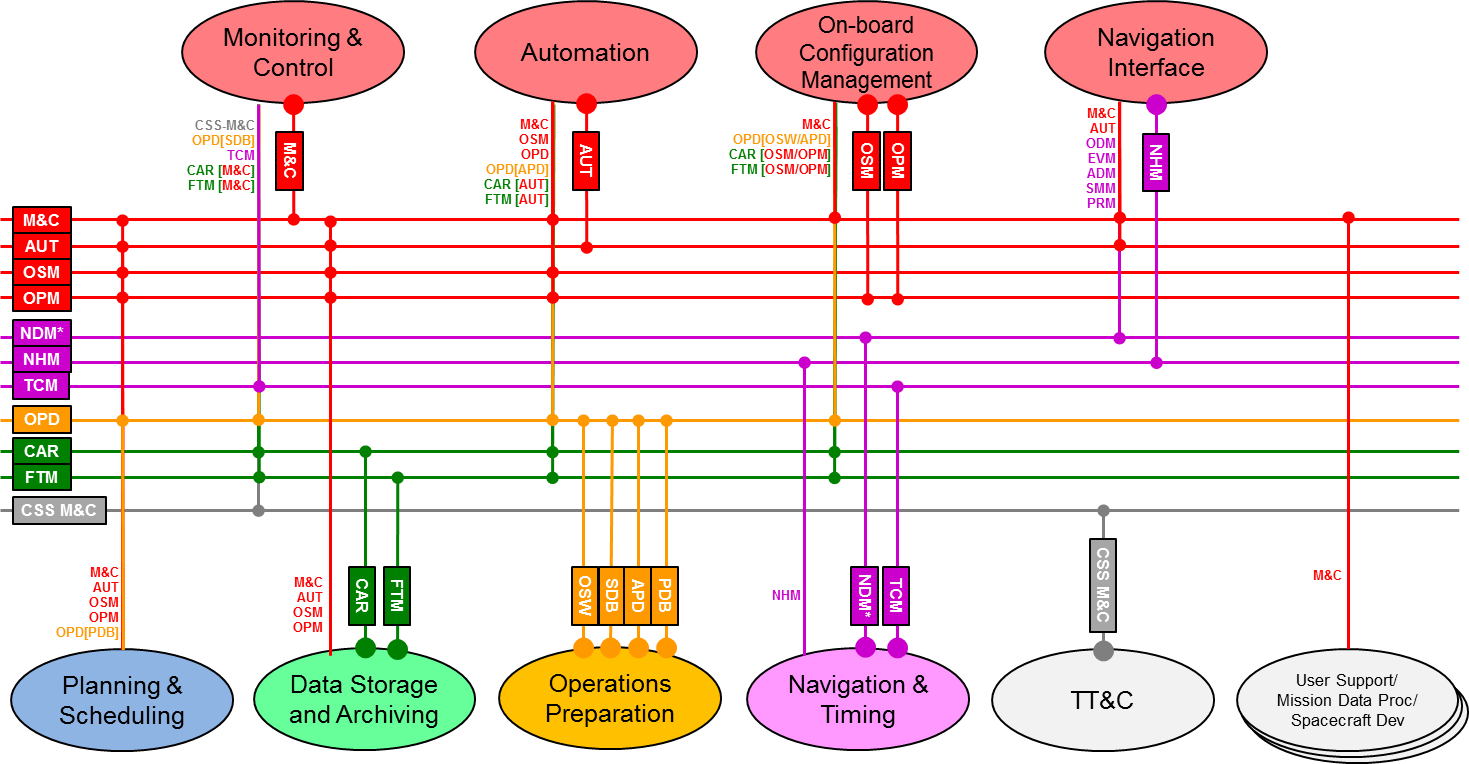 Monitoring &
Control
Automation
On-board
Configuration
Management
Navigation
Interface
CSS-M&C
OPD[SDB]
TCM
CAR [M&C]
FTM [M&C]
M&C
M&C
OSM
OPD
OPD[APD]
CAR [AUT]
FTM [AUT]
AUT
M&C
OPD[OSW/APD]
CAR [OSM/OPM]
FTM [OSM/OPM]
OSM
OPM
M&C
AUT
ODM
EVM
ADM
SMM
PRM
NHM
M&C
AUT
OSM
OPM
NDM*
NHM
TCM
OPD
CAR
FTM
CSS M&C
M&C
AUT
OSM
OPM
OPD[PDB]
M&C
AUT
OSM
OPM
CAR
FTM
OSW
SDB
APD
PDB
NHM
NDM*
TCM
CSS M&C
M&C
Planning &
Scheduling
Data Storage
and Archiving
Operations
Preparation
Navigation &
Timing
TT&C
User Support/
Mission Data Proc/
Spacecraft Dev